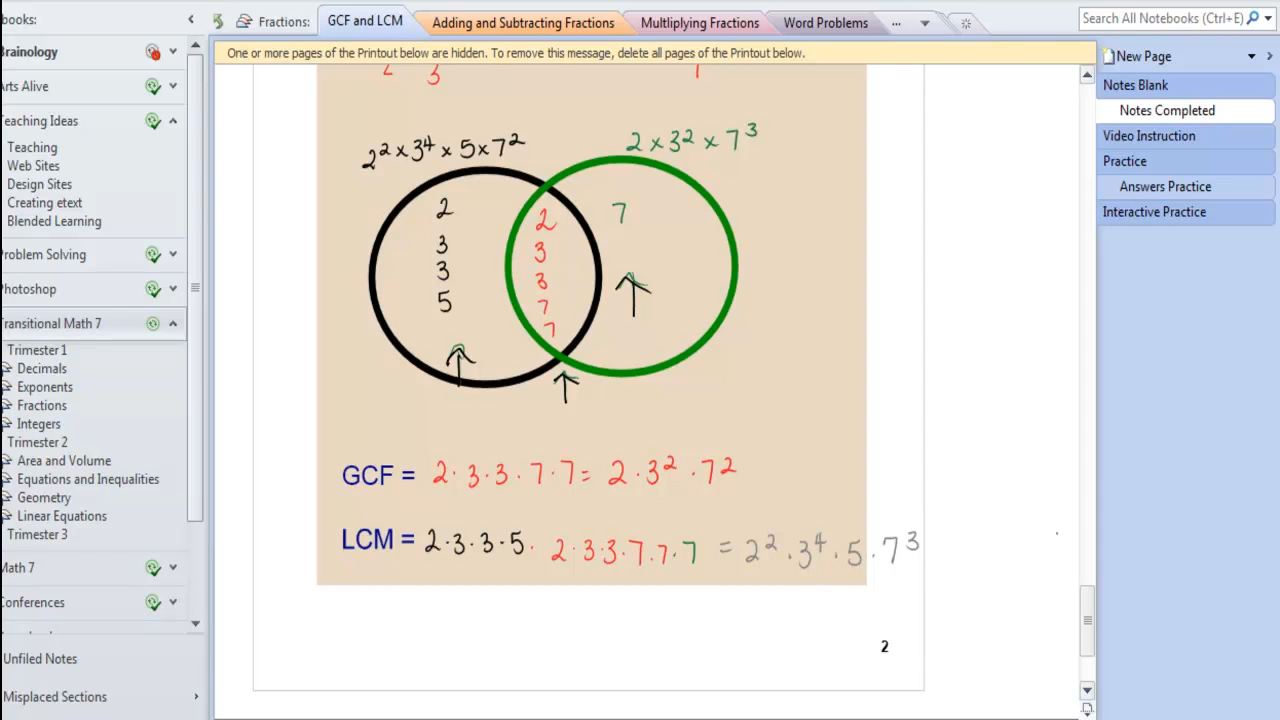 books:
Brainology
Arts Alive
Teaching Ideas
Teaching
Web Sites
Design Sites
Creating etext
Blended Learning
Problem Solving
Photoshop
Transitional Math 7
Trimester 1
Decimals
Exponents
Fractions
Integers
Trimester 2
Area and Volume
Equations and Inequalities
Geometry
Linear Equations
Trimester 3
Math 7
Conferences
Unfiled Notes
Misplaced Sections
Fractions: GCF and LCM Adding and Subtracting Fractions Multliplying Fractions Word Problems ...
Search All Notebooks (Ctrl+E)
One or more pages of the Printout below are hidden. To remove this message, delete all pages of the Printout below.
2² × 3⁴ × 5 × 7²
2 × 3² × 7³
2
3
3
5
2
3
3
7
7
7
GCF = 2 · 3 · 3 · 7 · 7 = 2 · 3² · 7²
LCM = 2 · 3 · 3 · 5 · 2 · 3 · 3 · 7 · 7 · 7 = 2² · 3⁴ · 5 · 7³
2
New Page
Notes Blank
Notes Completed
Video Instruction
Practice
Answers Practice
Interactive Practice